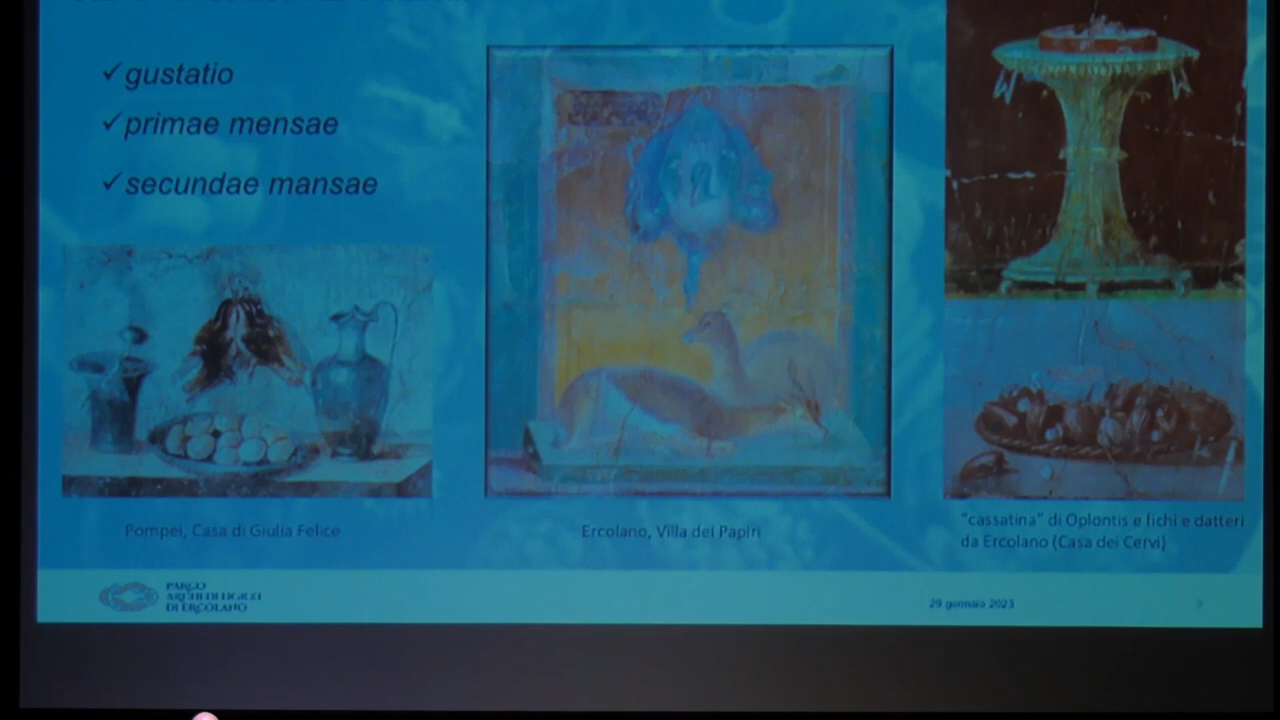 gustatio
primae mensae
secundae mansae
Pompei, Casa di Giulia Felice
Ercolano, Villa dei Papiri
"cassatina" di Oplontis e fichi e datteri
da Ercolano (Casa dei Cervi)
PARCO
ARCHEOLOGICO
DI ERCOLANO
29 gennaio 2023
9